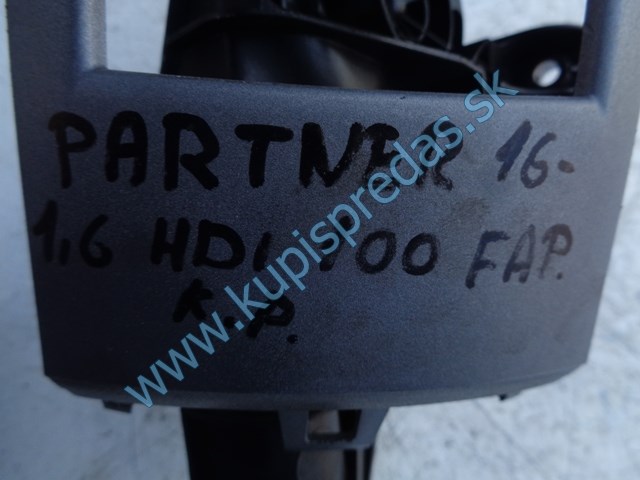 PARTNER 16-
1,6 HDI 100 FAP.
K.P.
www.kupispredas.sk